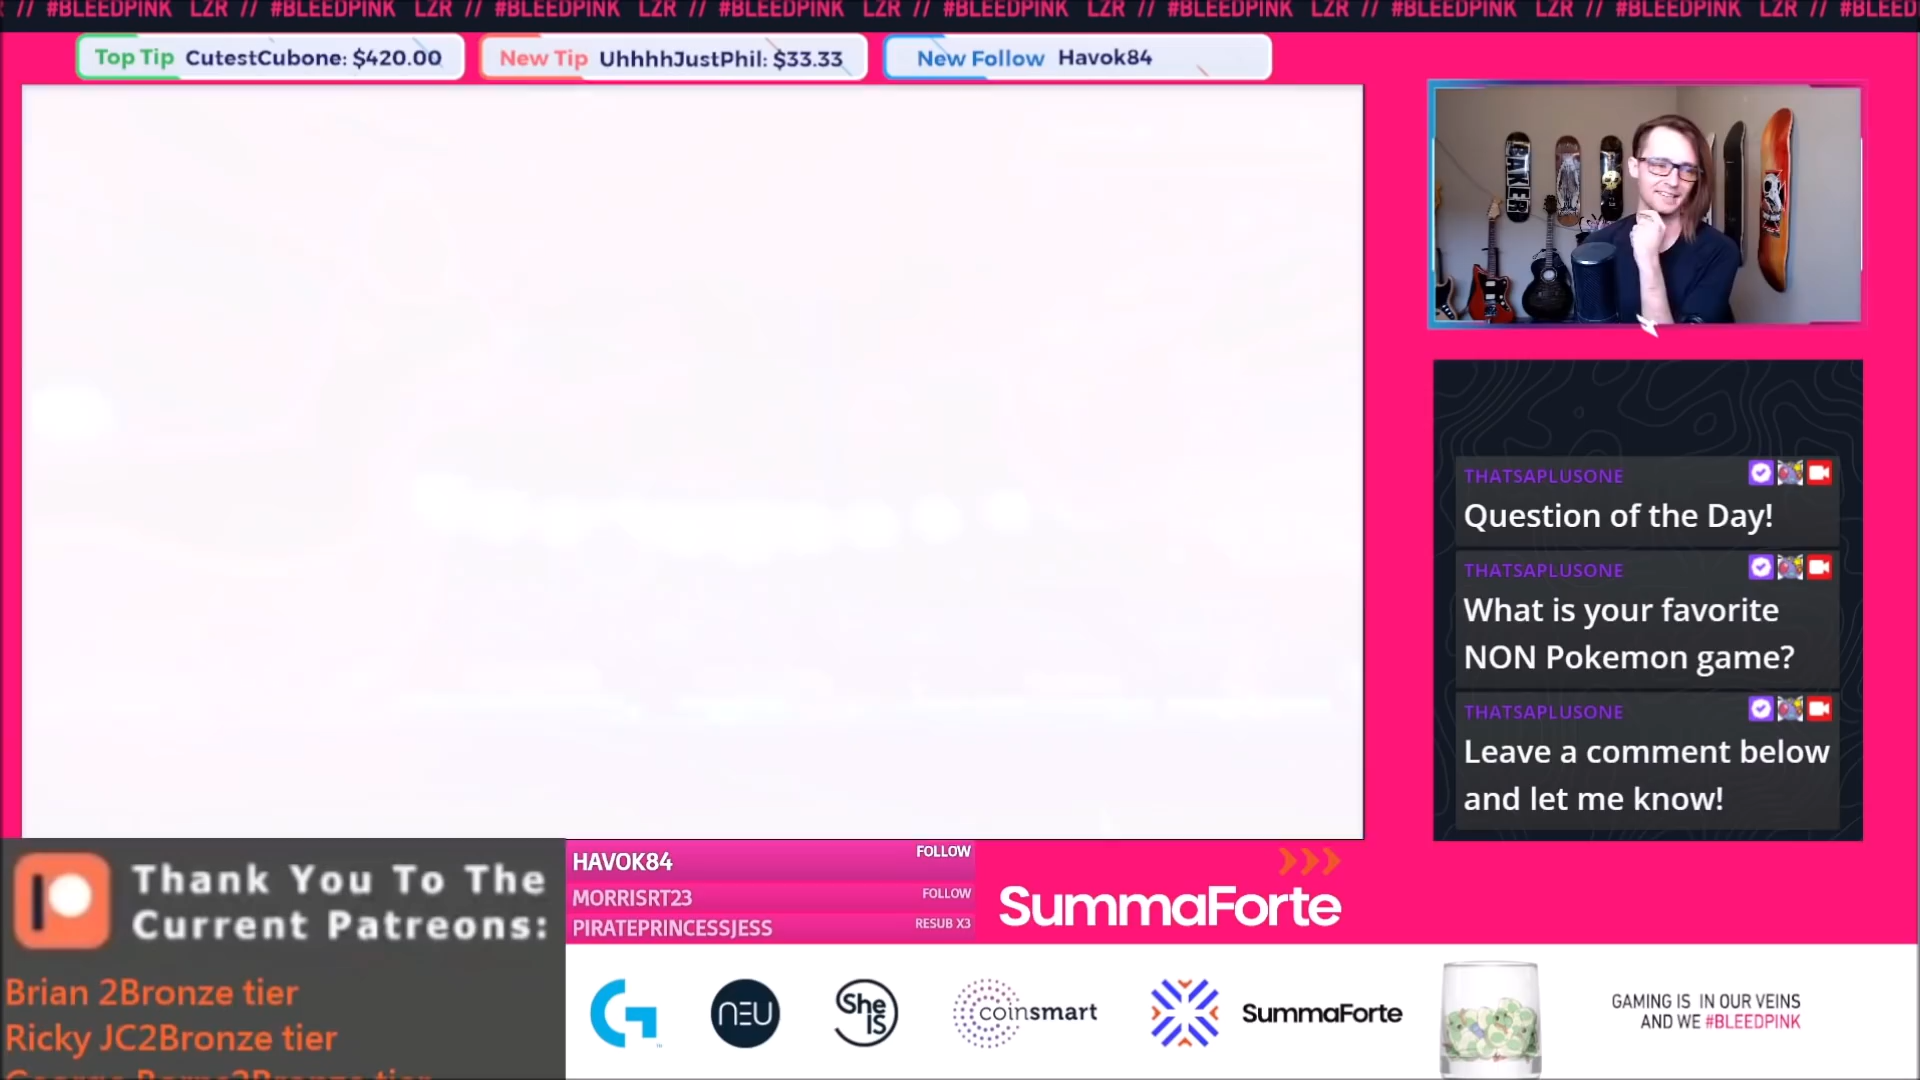 // #BLEEDPINK LZR // #BLEEDPINK LZR // #BLEEDPINK LZR // #BLEEDPINK LZR // #BLEEDPINK LZR // #BLEEDPINK LZR // #BLEEDPINK LZR // #BLEEDPINK LZR // #BLEED
Top Tip CutestCubone: $420.00
New Tip UhhhhJustPhil: $33.33
New Follow Havok84
BAKER
THATSAPLUSONE
Question of the Day!
THATSAPLUSONE
What is your favorite
NON Pokemon game?
THATSAPLUSONE
Leave a comment below
and let me know!
Thank You To The
Current Patreons:
Brian 2Bronze tier
Ricky JC2Bronze tier
HAVOK84 FOLLOW
MORRISRT23 FOLLOW
PIRATEPRINCESSJESS RESUB X3
SummaForte
G
NEU
She
IS
coinsmart
SummaForte
GAMING IS IN OUR VEINS
AND WE #BLEEDPINK